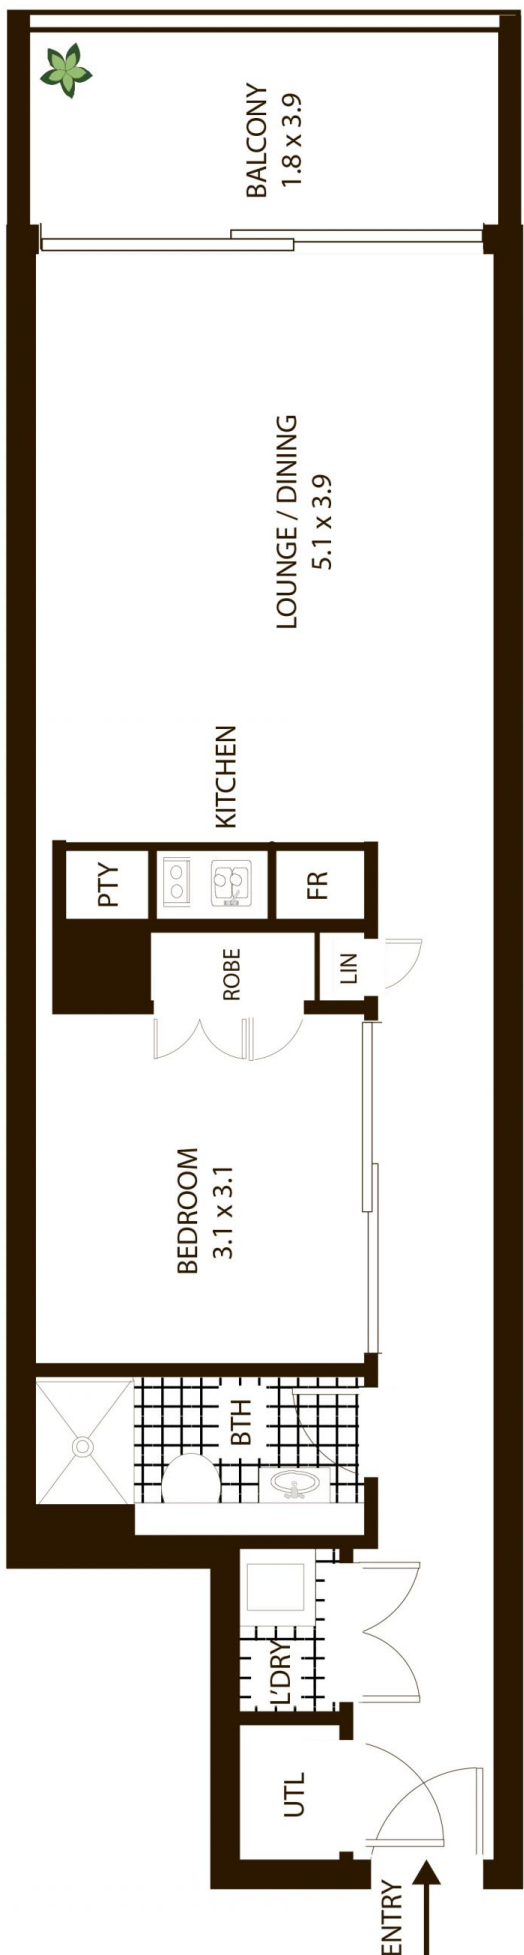 BALCONY
1.8 x 3.9
LOUNGE / DINING
5.1 x 3.9
KITCHEN
PTY
FR
ROBE
LIN
BEDROOM
3.1 x 3.1
BTH
L'DRY
UTL
ENTRY